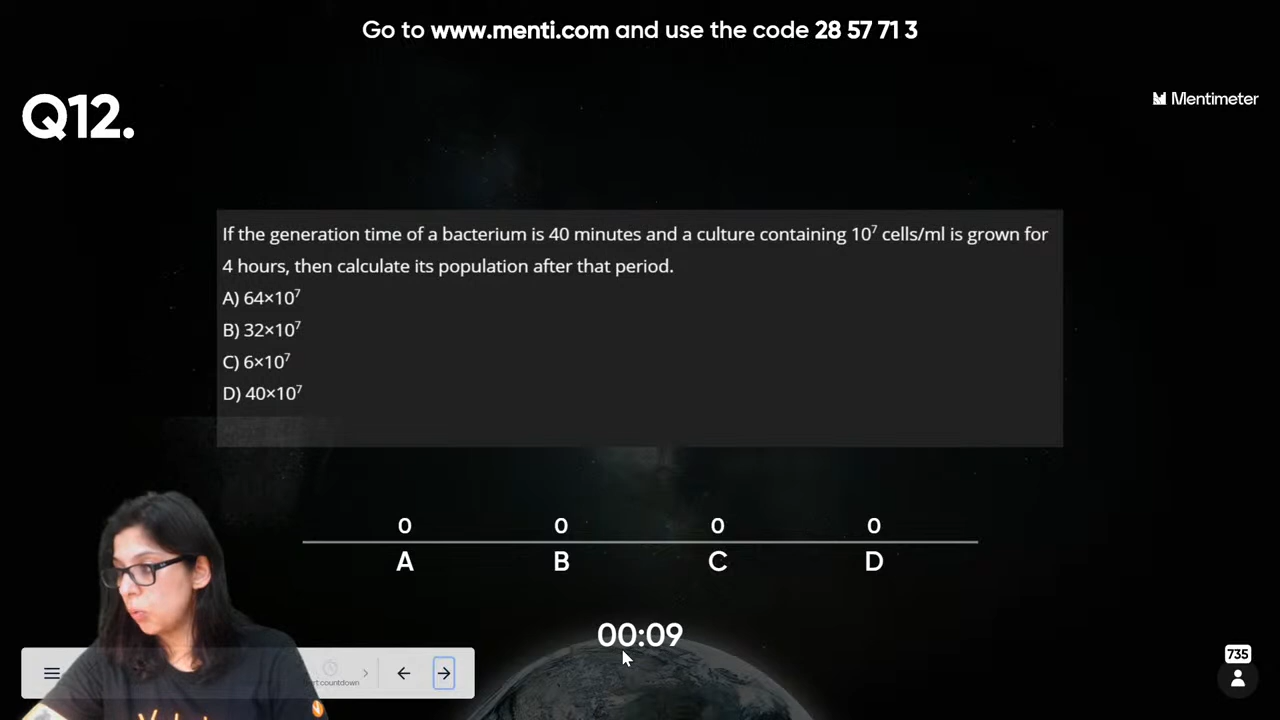 Go to www.menti.com and use the code 28 57 71 3
Q12.
Mentimeter
If the generation time of a bacterium is 40 minutes and a culture containing 10⁷ cells/ml is grown for
4 hours, then calculate its population after that period.
A) 64×10⁷
B) 32×10⁷
C) 6×10⁷
D) 40×10⁷
0 0 0 0
A B C D
00:09
735
countdown